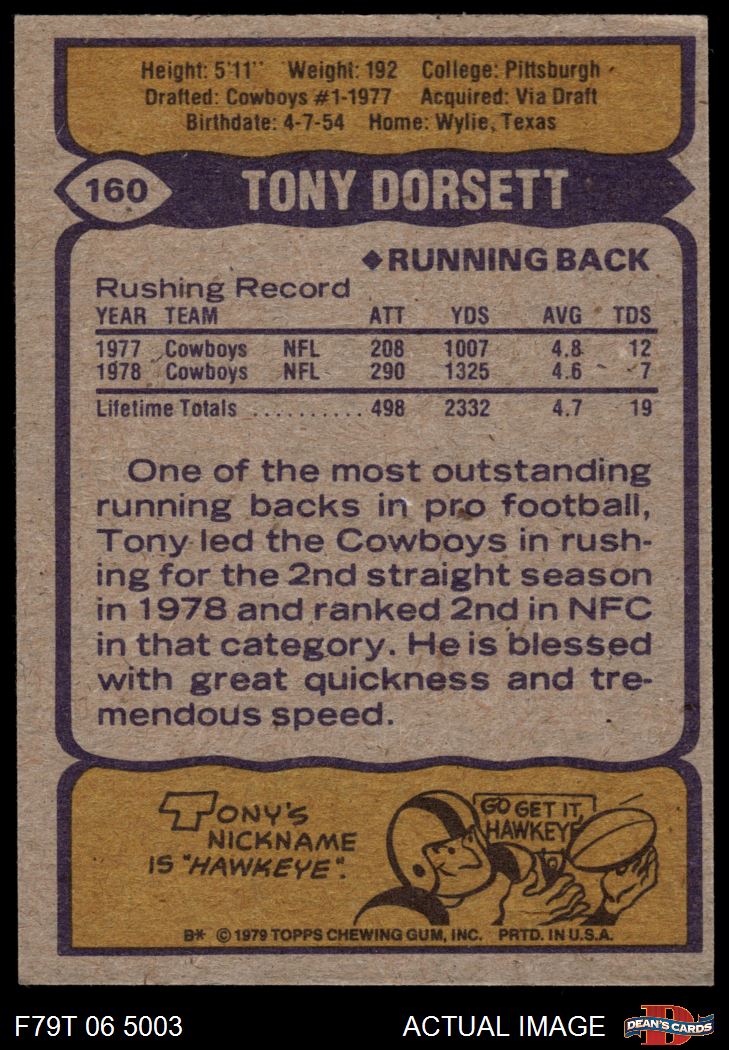 Height: 5'11" Weight: 192 College: Pittsburgh
Drafted: Cowboys #1-1977 Acquired: Via Draft
Birthdate: 4-7-54 Home: Wylie, Texas
160 TONY DORSETT
◆RUNNING BACK
Rushing Record
YEAR TEAM ATT YDS AVG TDS
1977 Cowboys NFL 208 1007 4.8 12
1978 Cowboys NFL 290 1325 4.6 7
Lifetime Totals .......... 498 2332 4.7 19
One of the most outstanding
running backs in pro football,
Tony led the Cowboys in rush-
ing for the 2nd straight season
in 1978 and ranked 2nd in NFC
in that category. He is blessed
with great quickness and tre-
mendous speed.
TONY'S
NICKNAME
IS "HAWKEYE".
GO GET IT,
HAWKEYE
B* © 1979 TOPPS CHEWING GUM, INC. PRTD. IN U.S.A.
F79T 06 5003 ACTUAL IMAGE DEAN'S CARDS